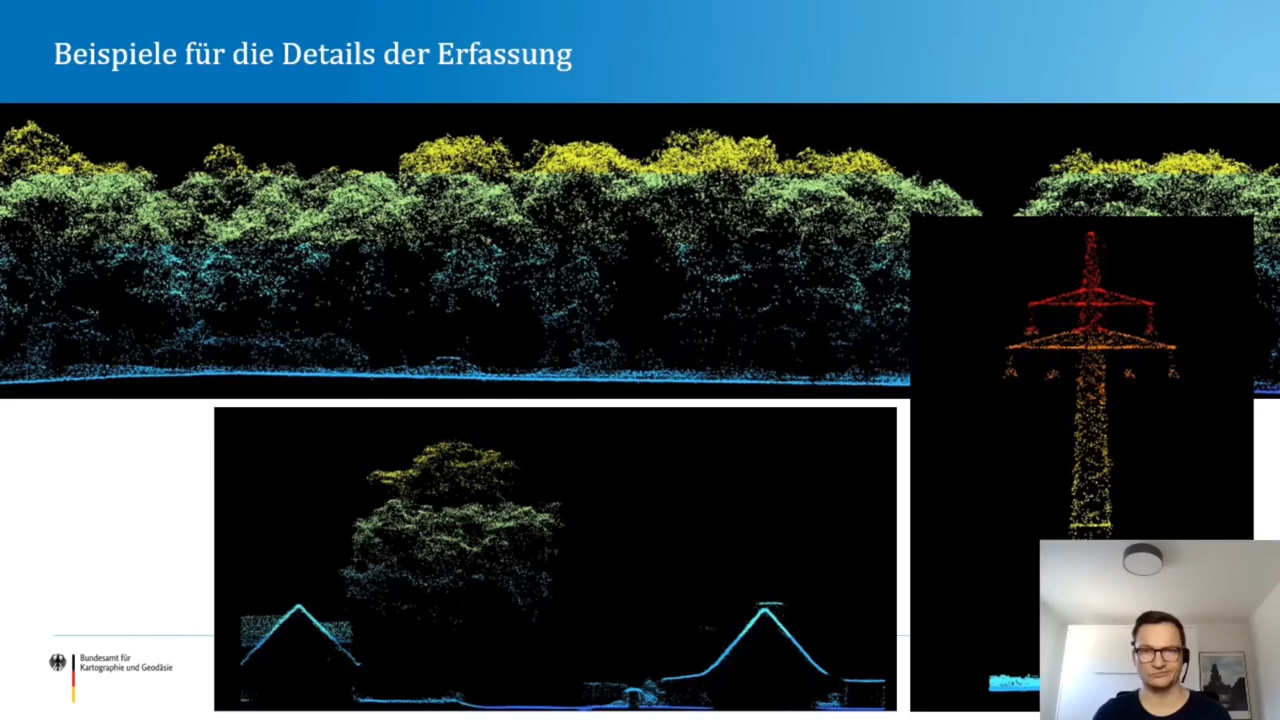 Beispiele für die Details der Erfassung
Bundesamt für
Kartographie und Geodäsie